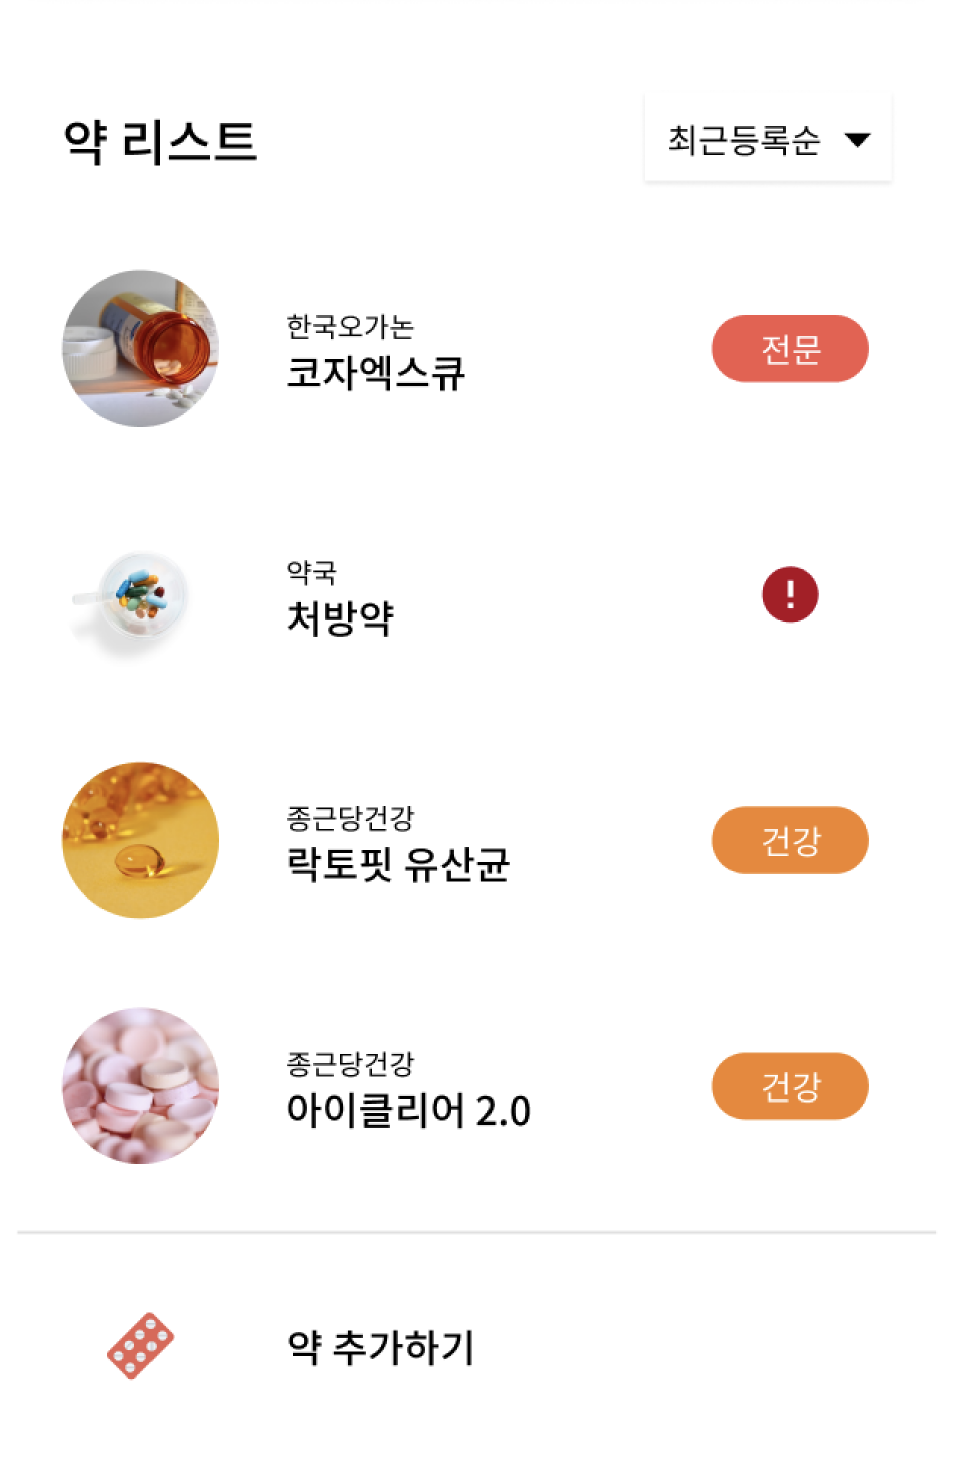 약 리스트
최근등록순
한국오가논
코자엑스큐
전문
약국
처방약
!
종근당건강
락토핏 유산균
건강
종근당건강
아이클리어 2.0
건강
약 추가하기